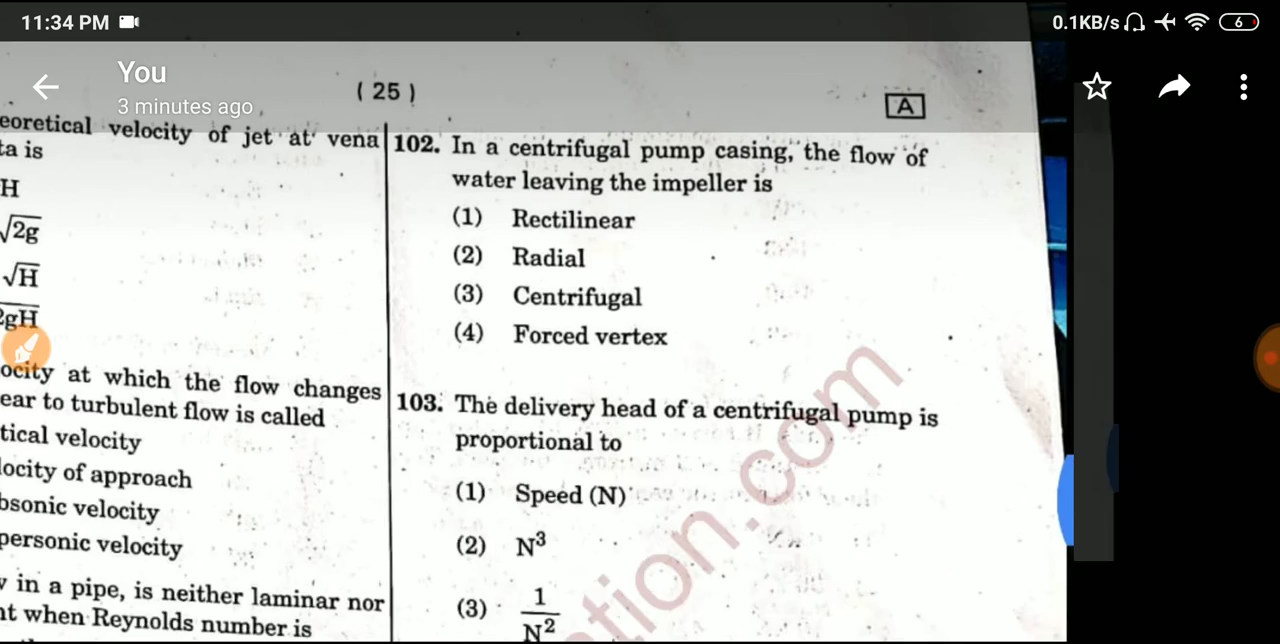 11:34 PM
0.1KB/s
6
You
3 minutes ago
( 25 )
A
eoretical velocity of jet at vena
ta is
H
√2g
√H
2gH
ocity at which the flow changes
ear to turbulent flow is called
tical velocity
locity of approach
bsonic velocity
personic velocity
in a pipe, is neither laminar nor
nt when Reynolds number is
102. In a centrifugal pump casing, the flow of
water leaving the impeller is
(1) Rectilinear
(2) Radial
(3) Centrifugal
(4) Forced vertex
103. The delivery head of a centrifugal pump is
proportional to
(1) Speed (N)
(2) N³
(3) 1/N²
tion.com